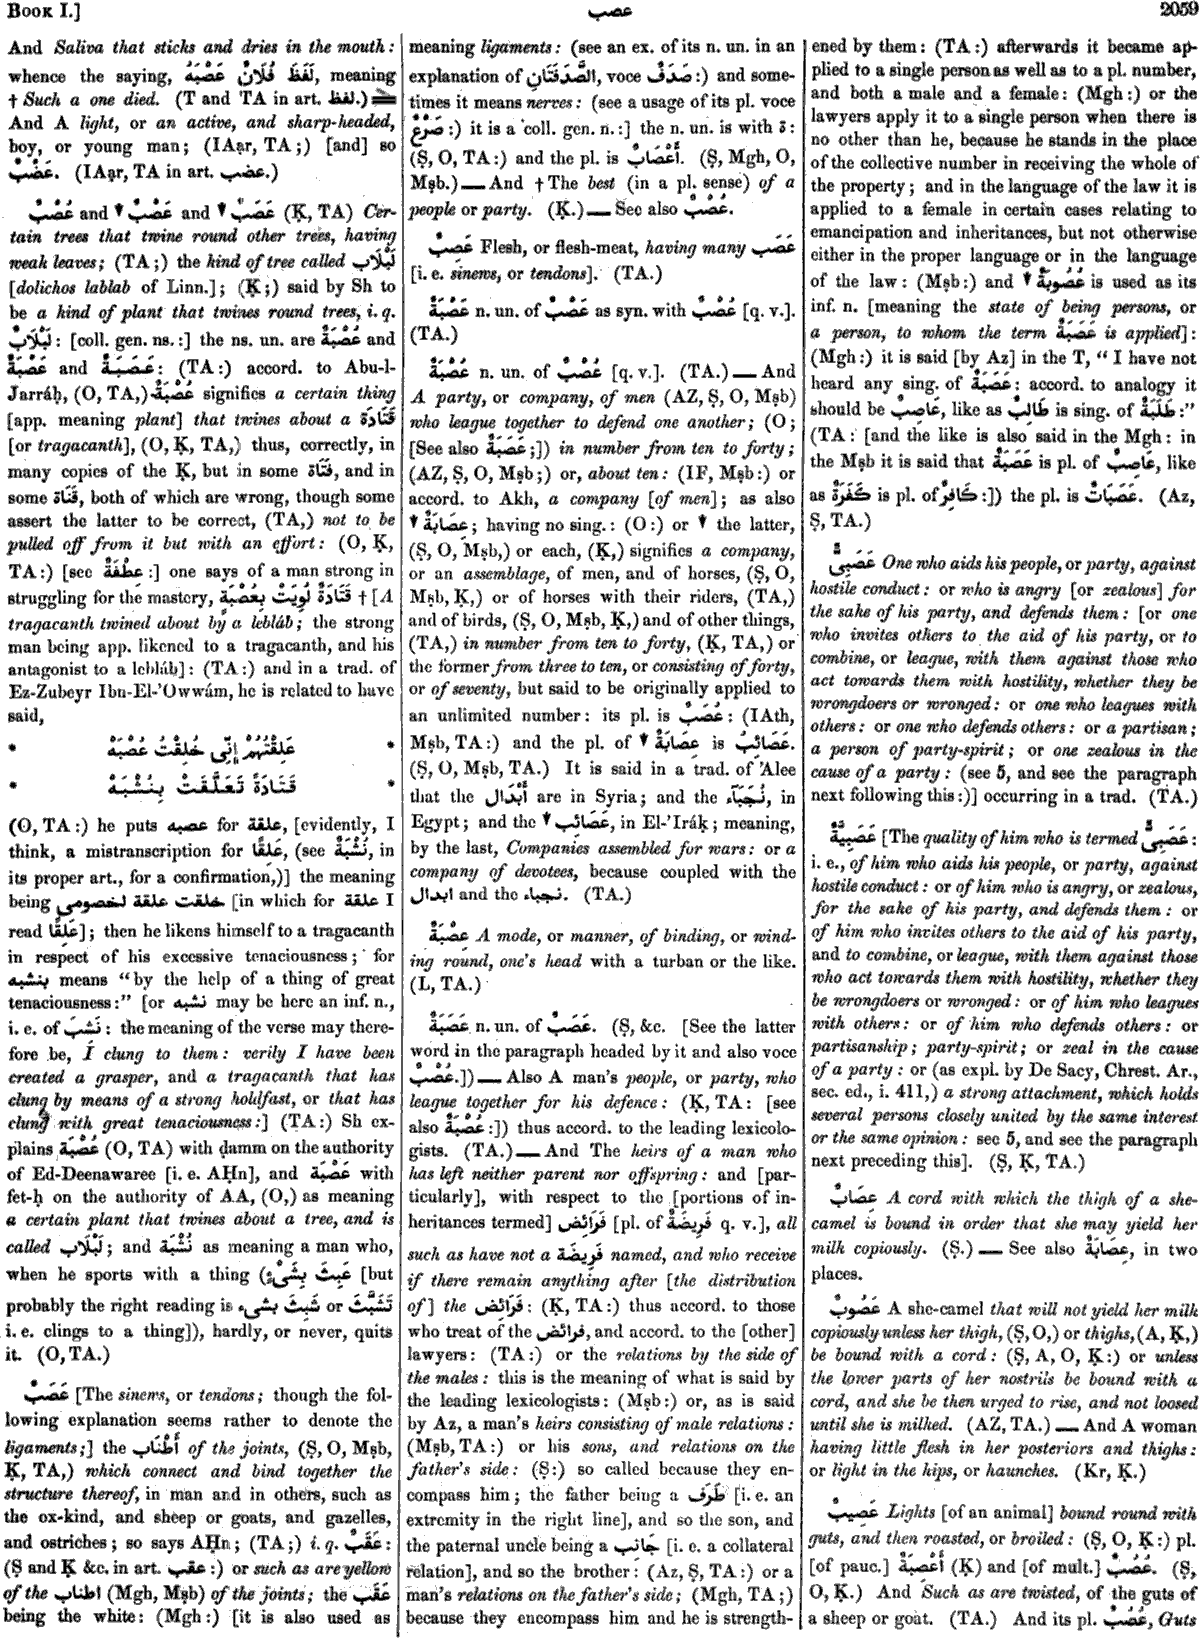 Book I.]
عصب
2059
And Saliva that sticks and dries in the mouth:
whence the saying, لَفَظَ فُلَانٌ عَصْبَهُ, meaning
† Such a one died. (T and TA in art. لفظ.) ⁼
And A light, or an active, and sharp-headed,
boy, or young man; (IAạr, TA;) [and] so
عَضْبٌ. (IAạr, TA in art. عضب.)
عُصْبٌ and ▼ عَصْبٌ and ▼ عَصَبٌ (Ḳ, TA) Cer-
tain trees that twine round other trees, having
weak leaves; (TA;) the kind of tree called لَبْلَاب
[dolichos lablab of Linn.]; (Ḳ;) said by Sh to
be a kind of plant that twines round trees, i. q.
لَبْلَابٌ: [coll. gen. ns.:] the ns. un. are عُصْبَةٌ and
عَصْبَةٌ and عَصَبَةٌ: (TA:) accord. to Abu-l-
Jarráḥ, (O, TA,) عُصْبَةٌ signifies a certain thing
[app. meaning plant] that twines about a قَتَادَة
[or tragacanth], (O, Ḳ, TA,) thus, correctly, in
many copies of the Ḳ, but in some قتاة, and in
some قناة, both of which are wrong, though some
assert the latter to be correct, (TA,) not to be
pulled off from it but with an effort: (O, Ḳ,
TA:) [see عَطْفَةٌ:] one says of a man strong in
struggling for the mastery, قَتَادَةٌ لُوِيَتْ بِعُصْبَةٍ † [A
tragacanth twined about by a lebláb; the strong
man being app. likened to a tragacanth, and his
antagonist to a lebláb]: (TA:) and in a trad. of
Ez-Zubeyr Ibn-El-'Owwám, he is related to have
said,
* عَلِقْتُهُمْ إِنِّى خُلِقْتُ عُصْبَهْ *
* قَتَادَةً تَعَلَّقَتْ بِنُشْبَهْ *
(O, TA:) he puts عصبه for علقة, [evidently, I
think, a mistranscription for عَلِقًا, (see نُشْبَةٌ, in
its proper art., for a confirmation,)] the meaning
being خلقت علقة لخصومى [in which for علقة I
read عَلِقًا]; then he likens himself to a tragacanth
in respect of his excessive tenaciousness; for
بنشبه means "by the help of a thing of great
tenaciousness:" [or نشبه may be here an inf. n.,
i. e. of نَشِبَ: the meaning of the verse may there-
fore be, I clung to them: verily I have been
created a grasper, and a tragacanth that has
clung by means of a strong holdfast, or that has
clung with great tenaciousness:] (TA:) Sh ex-
plains عُصْبَةٌ (O, TA) with ḍamm on the authority
of Ed-Deenawaree [i. e. AḤn], and عَصْبَة with
fet-ḥ on the authority of AA, (O,) as meaning
a certain plant that twines about a tree, and is
called لَبْلَاب; and نُشْبَة as meaning a man who,
when he sports with a thing (عَبِثَ بِشَىْءٍ [but
probably the right reading is شَبِثَ بشىء or تَشَبَّثَ
i. e. clings to a thing]), hardly, or never, quits
it. (O, TA.)
عَصَبٌ [The sinews, or tendons; though the fol-
lowing explanation seems rather to denote the
ligaments;] the أَطْنَاب of the joints, (Ṣ, O, Mṣb,
Ḳ, TA,) which connect and bind together the
structure thereof, in man and in others, such as
the ox-kind, and sheep or goats, and gazelles,
and ostriches; so says AḤn; (TA;) i. q. عَقَبٌ:
(Ṣ and Ḳ &c. in art. عقب:) or such as are yellow
of the اطناب (Mgh, Mṣb) of the joints; the عَقَب
being the white: (Mgh:) [it is also used as
meaning ligaments: (see an ex. of its n. un. in an
explanation of الصَّدَفَتَانِ, voce صَدَفٌ:) and some-
times it means nerves: (see a usage of its pl. voce
صَرْعٌ:) it is a coll. gen. n.:] the n. un. is with ة:
(Ṣ, O, TA:) and the pl. is أَعْصَابٌ. (Ṣ, Mgh, O,
Mṣb.) — And † The best (in a pl. sense) of a
people or party. (Ḳ.) — See also عُصْبٌ.
عَصِبٌ Flesh, or flesh-meat, having many عَصَب
[i. e. sinews, or tendons]. (TA.)
عَصْبَةٌ n. un. of عَصْبٌ as syn. with عُصْبٌ [q. v.].
(TA.)
عُصْبَةٌ n. un. of عُصْبٌ [q. v.]. (TA.) — And
A party, or company, of men (AZ, Ṣ, O, Mṣb)
who league together to defend one another; (O;
[See also عَصَبَةٌ;]) in number from ten to forty;
(AZ, Ṣ, O, Mṣb;) or, about ten: (IF, Mṣb:) or
accord. to Akh, a company [of men]; as also
▼ عِصَابَةٌ; having no sing.: (O:) or ▼ the latter,
(Ṣ, O, Mṣb,) or each, (Ḳ,) signifies a company,
or an assemblage, of men, and of horses, (Ṣ, O,
Mṣb, Ḳ,) or of horses with their riders, (TA,)
and of birds, (Ṣ, O, Mṣb, Ḳ,) and of other things,
(TA,) in number from ten to forty, (Ḳ, TA,) or
the former from three to ten, or consisting of forty,
or of seventy, but said to be originally applied to
an unlimited number: its pl. is عُصَبٌ: (IAth,
Mṣb, TA:) and the pl. of ▼ عِصَابَةٌ is عَصَائِبُ.
(Ṣ, O, Mṣb, TA.) It is said in a trad. of 'Alee
that the أَبْدَال are in Syria; and the نُجَبَآء, in
Egypt; and the ▼ عَصَائِب, in El-'Iráḳ; meaning,
by the last, Companies assembled for wars: or a
company of devotees, because coupled with the
ابدال and the نجباء. (TA.)
عِصْبَةٌ A mode, or manner, of binding, or wind-
ing round, one's head with a turban or the like.
(L, TA.)
عَصَبَةٌ n. un. of عَصَبٌ. (Ṣ, &c. [See the latter
word in the paragraph headed by it and also voce
عُصْبٌ.]) — Also A man's people, or party, who
league together for his defence: (Ḳ, TA: [see
also عُصْبَةٌ:]) thus accord. to the leading lexicolo-
gists. (TA.) — And The heirs of a man who
has left neither parent nor offspring: and [par-
ticularly], with respect to the [portions of in-
heritances termed] فَرَائِض [pl. of فَرِيضَةٌ q. v.], all
such as have not a فَرِيضَة named, and who receive
if there remain anything after [the distribution
of] the فَرَائِض: (Ḳ, TA:) thus accord. to those
who treat of the فرائض, and accord. to the [other]
lawyers: (TA:) or the relations by the side of
the males: this is the meaning of what is said by
the leading lexicologists: (Mṣb:) or, as is said
by Az, a man's heirs consisting of male relations:
(Mṣb, TA:) or his sons, and relations on the
father's side: (Ṣ:) so called because they en-
compass him; the father being a طَرَف [i. e. an
extremity in the right line], and so the son, and
the paternal uncle being a جَانِب [i. e. a collateral
relation], and so the brother: (Az, Ṣ, TA:) or a
man's relations on the father's side; (Mgh, TA;)
because they encompass him and he is strength-
ened by them: (TA:) afterwards it became ap-
plied to a single person as well as to a pl. number,
and both a male and a female: (Mgh:) or the
lawyers apply it to a single person when there is
no other than he, because he stands in the place
of the collective number in receiving the whole of
the property; and in the language of the law it is
applied to a female in certain cases relating to
emancipation and inheritances, but not otherwise
either in the proper language or in the language
of the law: (Mṣb:) and ▼ عُصُوبَةٌ is used as its
inf. n. [meaning the state of being persons, or
a person, to whom the term عَصَبَةٌ is applied]:
(Mgh:) it is said [by Az] in the T, "I have not
heard any sing. of عَصَبَةٌ: accord. to analogy it
should be عَاصِبٌ, like as طَالِبٌ is sing. of طَلَبَةٌ:"
(TA: [and the like is also said in the Mgh: in
the Mṣb it is said that عَصَبَةٌ is pl. of عَاصِبٌ, like
as كَفَرَةٌ is pl. of كَافِرٌ:]) the pl. is عَصَبَاتٌ. (Az,
Ṣ, TA.)
عَصَبِىٌّ One who aids his people, or party, against
hostile conduct: or who is angry [or zealous] for
the sake of his party, and defends them: [or one
who invites others to the aid of his party, or to
combine, or league, with them against those who
act towards them with hostility, whether they be
wrongdoers or wronged: or one who leagues with
others: or one who defends others: or a partisan;
a person of party-spirit; or one zealous in the
cause of a party: (see 5, and see the paragraph
next following this:)] occurring in a trad. (TA.)
عَصَبِيَّةٌ [The quality of him who is termed عَصَبِىٌّ:
i. e., of him who aids his people, or party, against
hostile conduct: or of him who is angry, or zealous,
for the sake of his party, and defends them: or
of him who invites others to the aid of his party,
and to combine, or league, with them against those
who act towards them with hostility, whether they
be wrongdoers or wronged: or of him who leagues
with others: or of him who defends others: or
partisanship; party-spirit; or zeal in the cause
of a party: or (as expl. by De Sacy, Chrest. Ar.,
sec. ed., i. 411,) a strong attachment, which holds
several persons closely united by the same interest
or the same opinion: see 5, and see the paragraph
next preceding this]. (Ṣ, Ḳ, TA.)
عِصَابٌ A cord with which the thigh of a she-
camel is bound in order that she may yield her
milk copiously. (Ṣ.) — See also عِصَابَةٌ, in two
places.
عَصُوبٌ A she-camel that will not yield her milk
copiously unless her thigh, (Ṣ, O,) or thighs, (A, Ḳ,)
be bound with a cord: (Ṣ, A, O, Ḳ:) or unless
the lower parts of her nostrils be bound with a
cord, and she be then urged to rise, and not loosed
until she is milked. (AZ, TA.) — And A woman
having little flesh in her posteriors and thighs:
or light in the hips, or haunches. (Kr, Ḳ.)
عَصِيبٌ Lights [of an animal] bound round with
guts, and then roasted, or broiled: (Ṣ, O, Ḳ:) pl.
[of pauc.] أَعْصِبَةٌ (Ḳ) and [of mult.] عُصُبٌ. (Ṣ,
O, Ḳ.) And Such as are twisted, of the guts of
a sheep or goat. (TA.) And its pl. عُصُبٌ, Guts